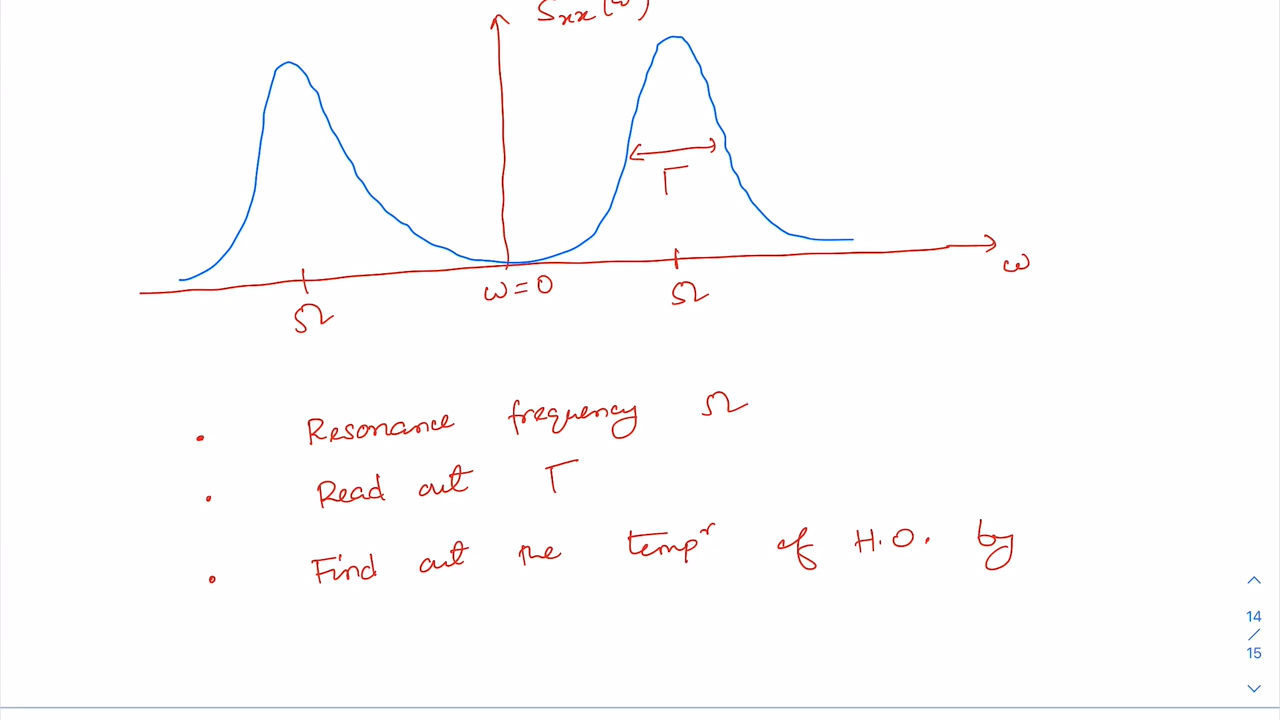 Sxx(ω)
Γ
ω
ω=0
Ω
Ω
. Resonance frequency Ω
. Read out Γ
. Find out the tempr of H.O. by
14
/
15